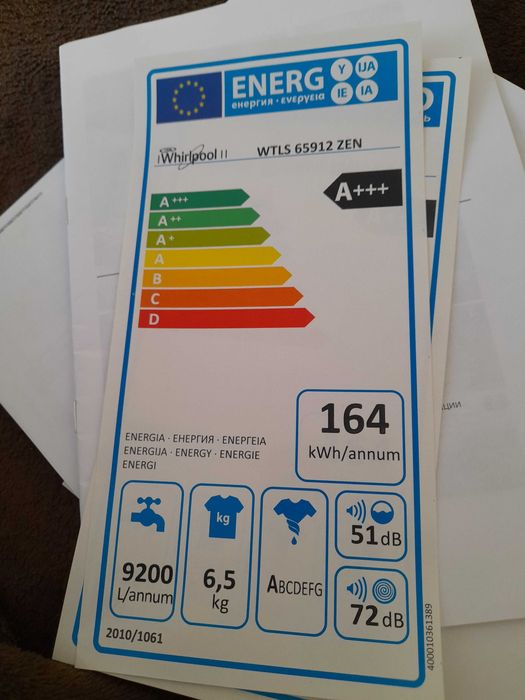 ENERG Y IJA
енергия · ενεργεια IE IA
Whirlpool WTLS 65912 ZEN
A+++
A+++
A++
A+
A
B
C
D
164
kWh/annum
ENERGIA · ЕНЕРГИЯ · ΕΝΕΡΓΕΙΑ
ENERGIJA · ENERGY · ENERGIE
ENERGI
kg
9200
L/annum
6,5
kg
ABCDEFG
51dB
72dB
2010/1061
400010361389